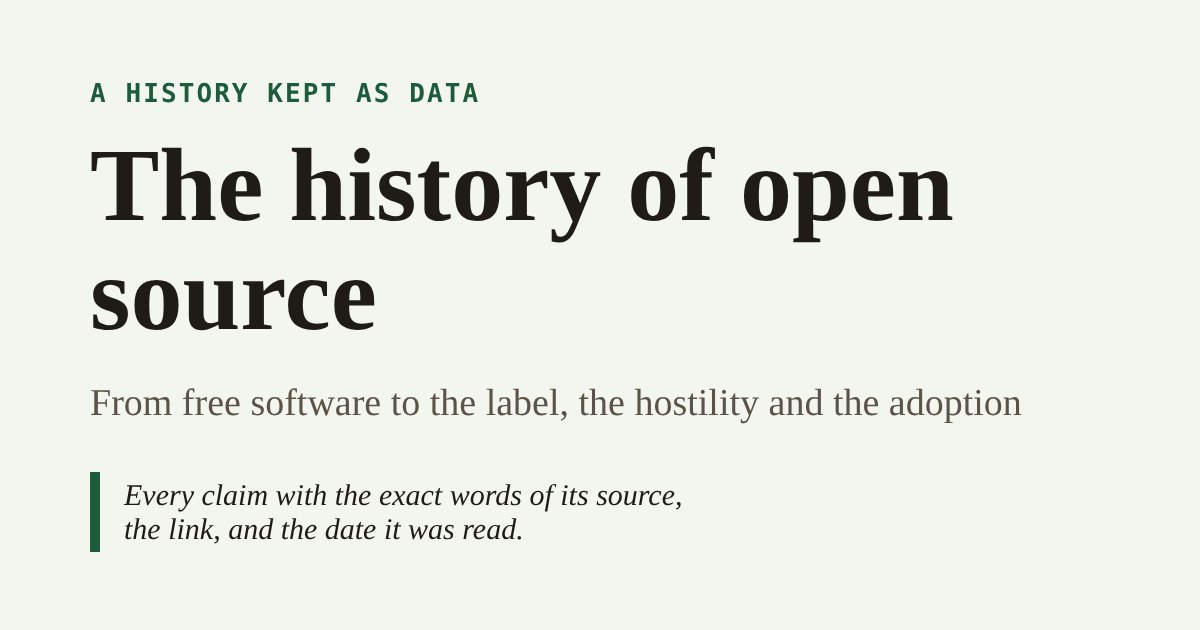 A HISTORY KEPT AS DATA
The history of open
source
From free software to the label, the hostility and the adoption
Every claim with the exact words of its source,
the link, and the date it was read.